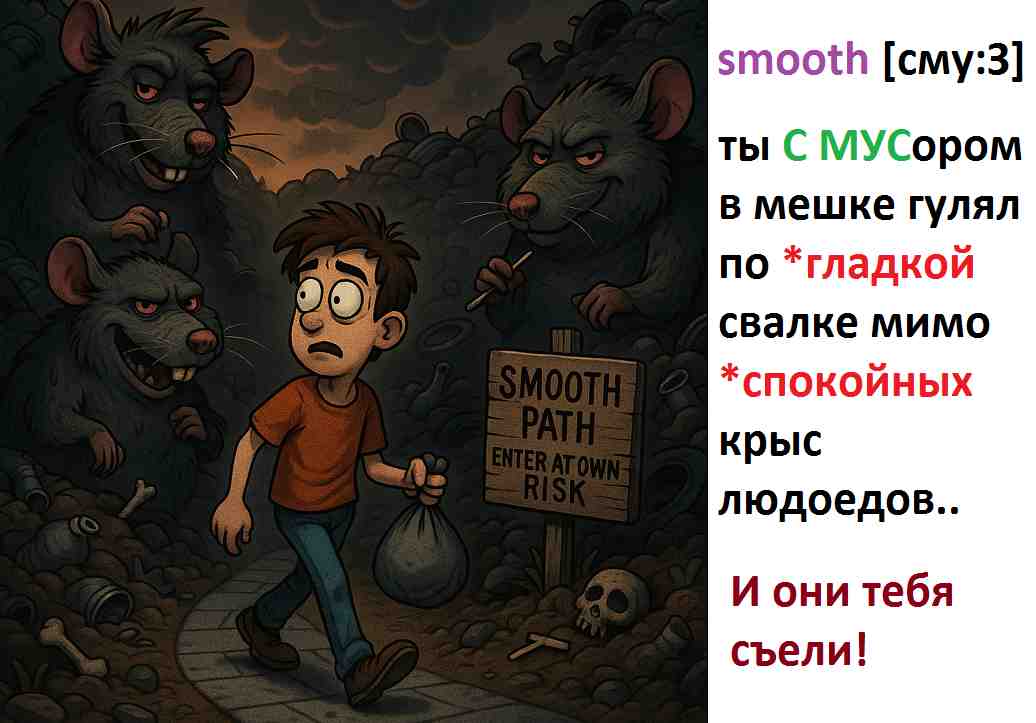 smooth [сму:З]
ты С МУСором
в мешке гулял
по *гладкой
свалке мимо
*спокойных
крыс
людоедов..
И они тебя
съели!
SMOOTH
PATH
ENTER AT OWN
RISK